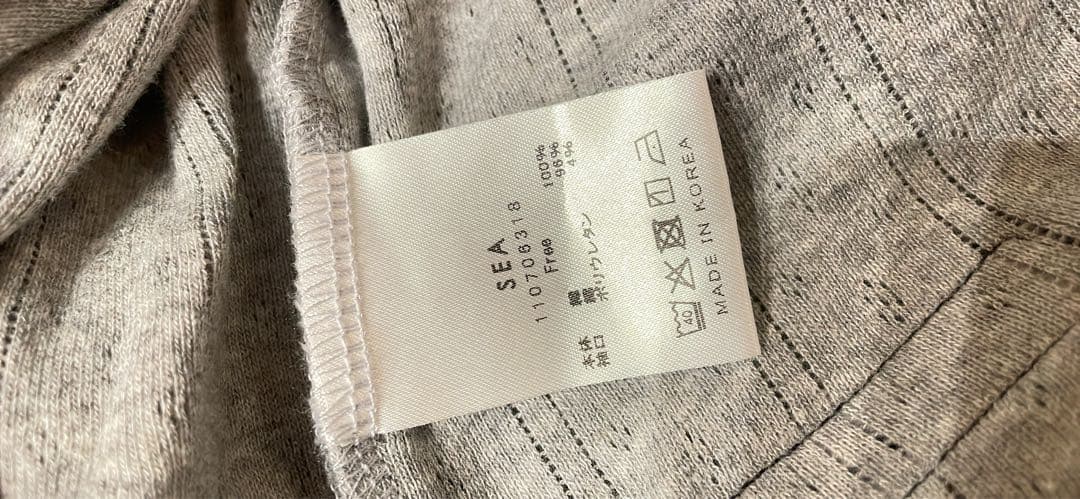 SEA
110706318
Free
本体 綿 100%
袖口 綿 96%
ポリウレタン 4%
40
MADE IN KOREA